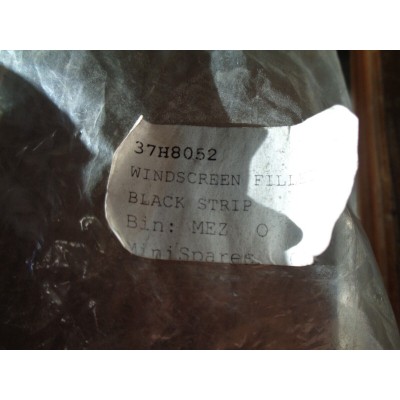 37H8052
WINDSCREEN FILL
BLACK STRIP
Bin: MEZ O
MiniSpares